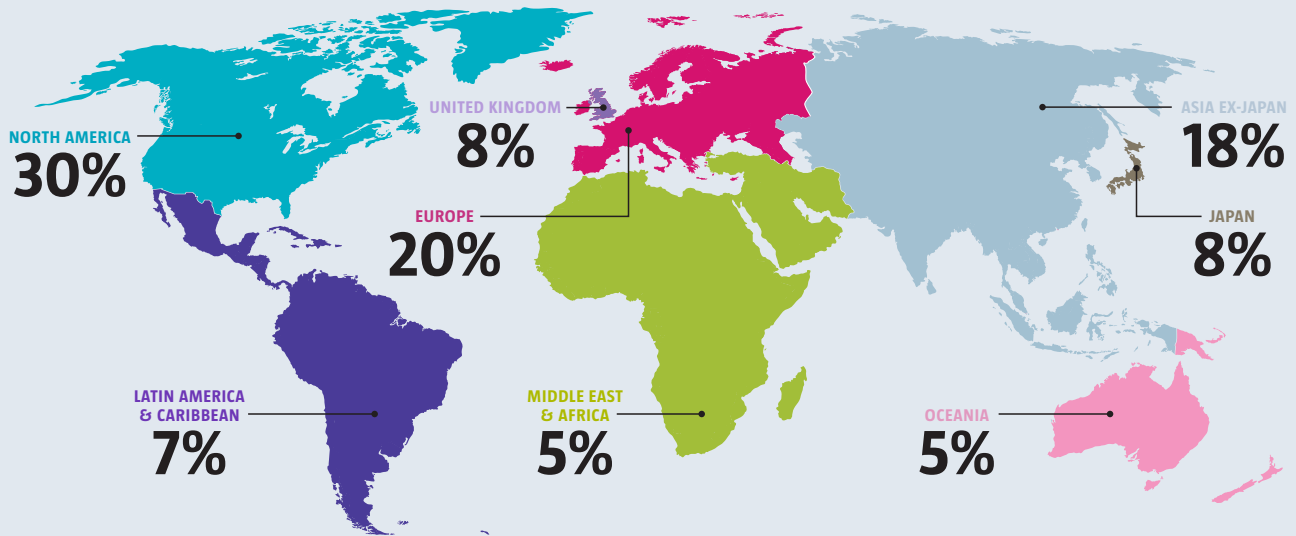 NORTH AMERICA
30%
UNITED KINGDOM
8%
EUROPE
20%
ASIA EX-JAPAN
18%
JAPAN
8%
LATIN AMERICA
& CARIBBEAN
7%
MIDDLE EAST
& AFRICA
5%
OCEANIA
5%